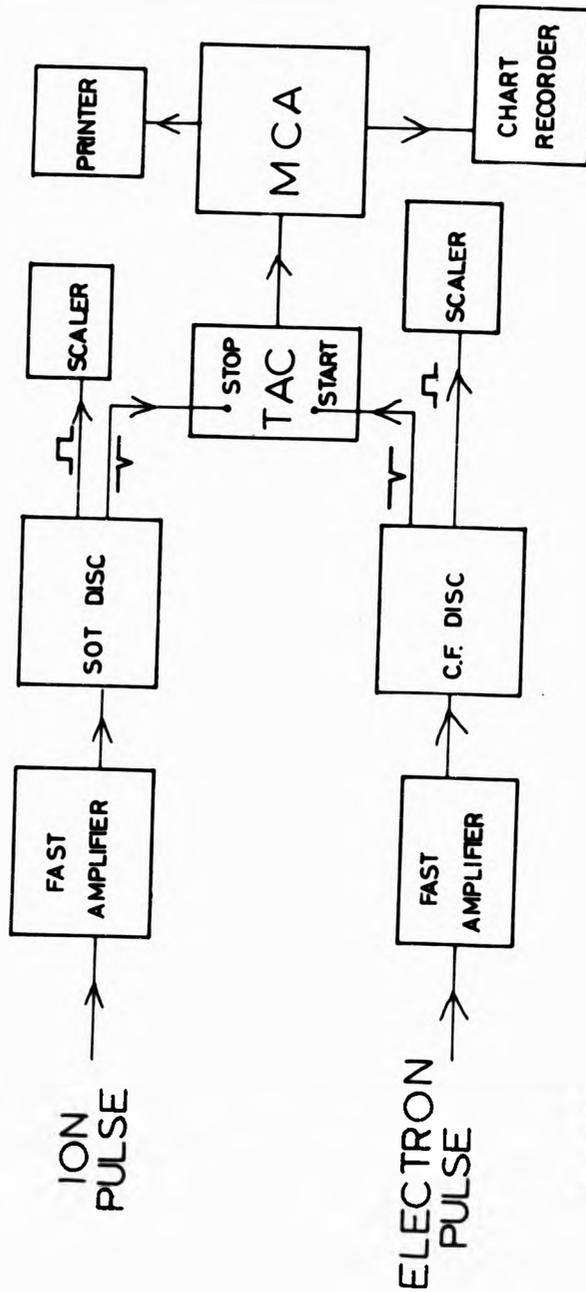 ION
PULSE
FAST
AMPLIFIER
SOT DISC
SCALER
PRINTER
STOP
TAC
START
MCA
ELECTRON
PULSE
FAST
AMPLIFIER
C.F. DISC
SCALER
CHART
RECORDER